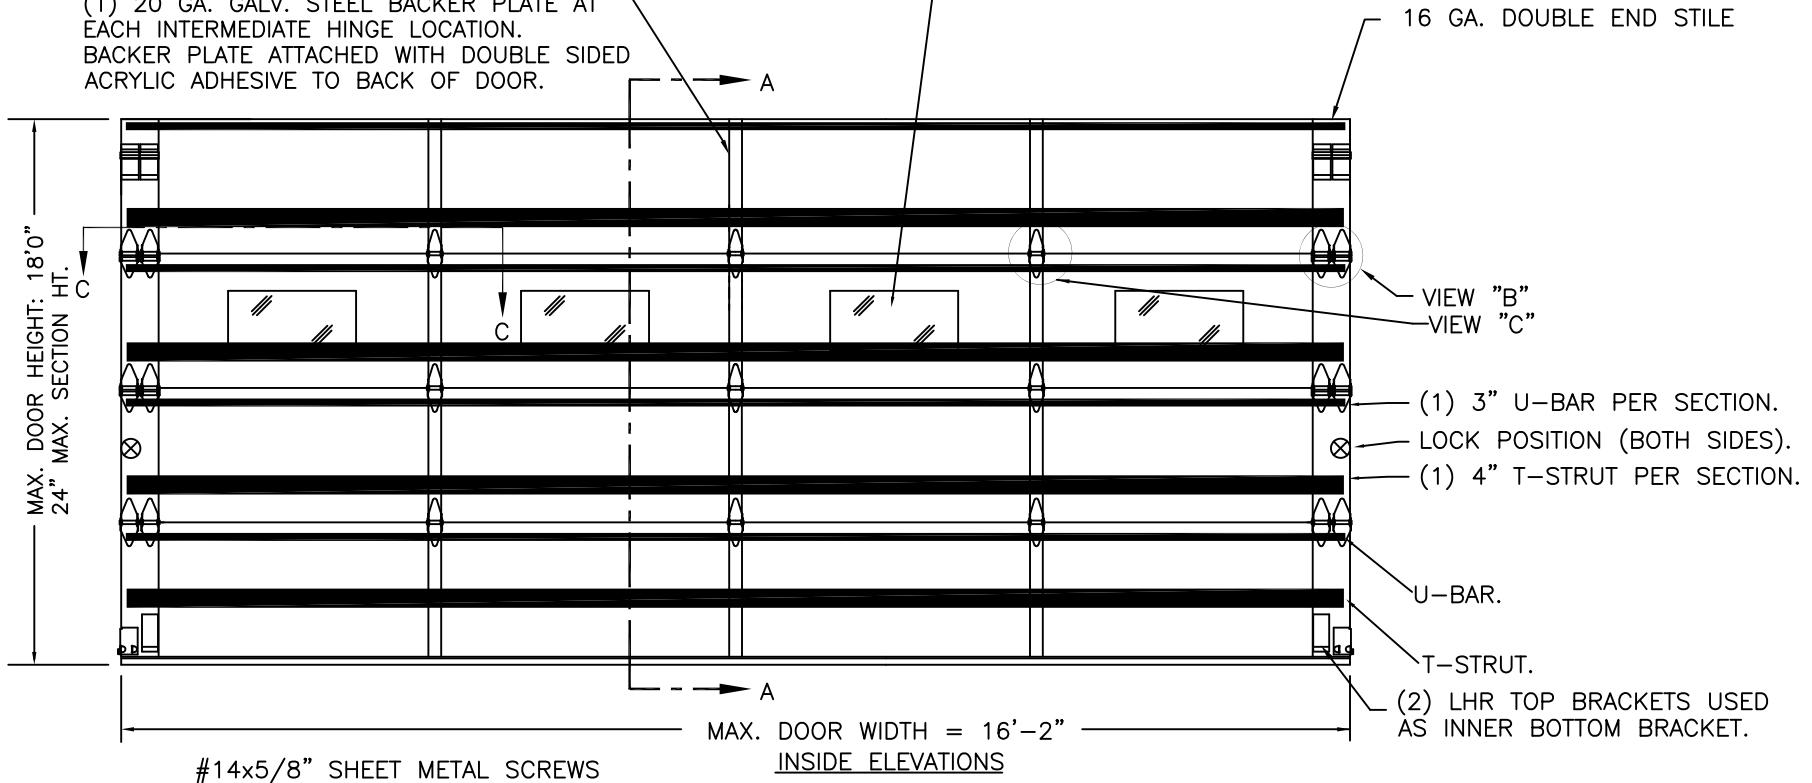 (1) 20 GA. GALV. STEEL BACKER PLATE AT
EACH INTERMEDIATE HINGE LOCATION.
BACKER PLATE ATTACHED WITH DOUBLE SIDED
ACRYLIC ADHESIVE TO BACK OF DOOR.
16 GA. DOUBLE END STILE
A
MAX. DOOR HEIGHT: 18'0"
24" MAX. SECTION HT.
C
C
VIEW "B"
VIEW "C"
(1) 3" U-BAR PER SECTION.
LOCK POSITION (BOTH SIDES).
(1) 4" T-STRUT PER SECTION.
U-BAR.
T-STRUT.
A
(2) LHR TOP BRACKETS USED
AS INNER BOTTOM BRACKET.
MAX. DOOR WIDTH = 16'-2"
INSIDE ELEVATIONS
#14x5/8" SHEET METAL SCREWS